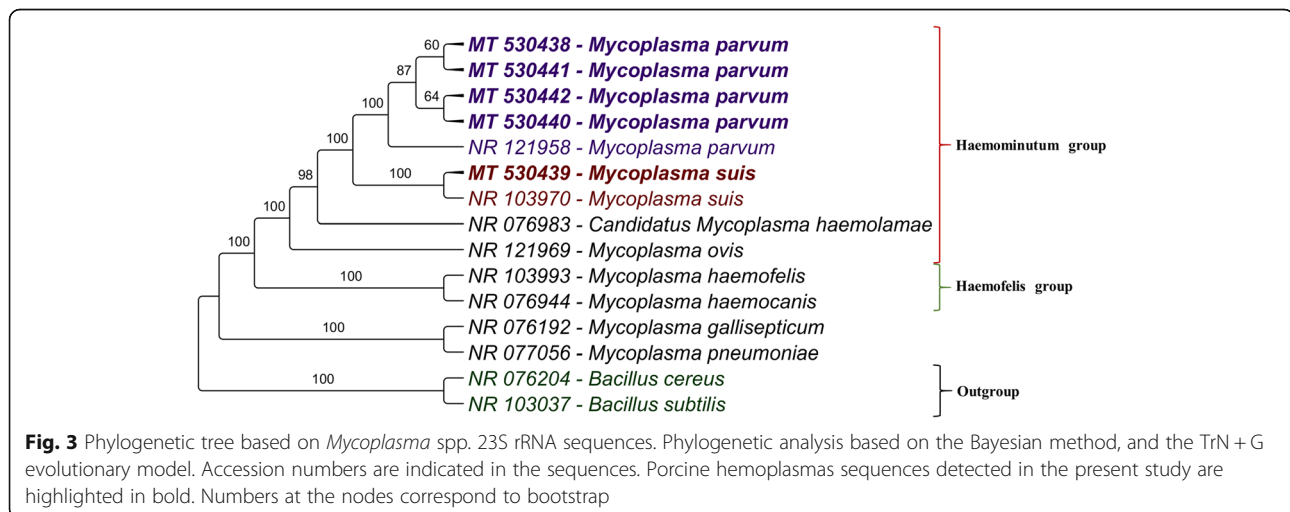 60
MT 530438 - Mycoplasma parvum
87
MT 530441 - Mycoplasma parvum
64
MT 530442 - Mycoplasma parvum
100
MT 530440 - Mycoplasma parvum
100
NR 121958 - Mycoplasma parvum
Haemominutum group
100
MT 530439 - Mycoplasma suis
98
NR 103970 - Mycoplasma suis
100
NR 076983 - Candidatus Mycoplasma haemolamae
100
NR 121969 - Mycoplasma ovis
100
NR 103993 - Mycoplasma haemofelis
Haemofelis group
NR 076944 - Mycoplasma haemocanis
100
NR 076192 - Mycoplasma gallisepticum
NR 077056 - Mycoplasma pneumoniae
100
NR 076204 - Bacillus cereus
Outgroup
NR 103037 - Bacillus subtilis
Fig. 3 Phylogenetic tree based on Mycoplasma spp. 23S rRNA sequences. Phylogenetic analysis based on the Bayesian method, and the TrN + G
evolutionary model. Accession numbers are indicated in the sequences. Porcine hemoplasmas sequences detected in the present study are
highlighted in bold. Numbers at the nodes correspond to bootstrap